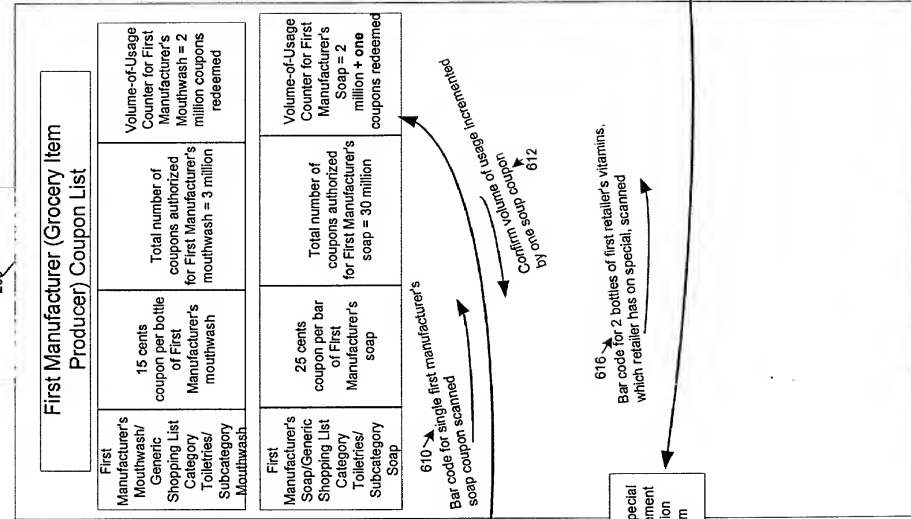 First Manufacturer (Grocery Item
Producer) Coupon List
First
Manufacturer's
Mouthwash/
Generic
Shopping List
Category
Toiletries/
Subcategory
Mouthwash
15 cents
coupon per bottle
of First
Manufacturer's
mouthwash
Total number of
coupons authorized
for First Manufacturer's
mouthwash = 3 million
Volume-of-Usage
Counter for First
Manufacturer's
Mouthwash = 2
million coupons
redeemed
First
Manufacturer's
Soap/Generic
Shopping List
Category
Toiletries/
Subcategory
Soap
25 cents
coupon per bar
of First
Manufacturer's
soap
Total number of
coupons authorized
for First Manufacturer's
soap = 30 million
Volume-of-Usage
Counter for First
Manufacturer's
Soap = 2
million + one
coupons redeemed
610
Bar code for single first manufacturer's
soap coupon scanned
Confirm volume of usage incremented
by one soup coupon
612
616
Bar code for 2 bottles of first retailer's vitamins,
which retailer has on special, scanned
pecial
ement
tion
m